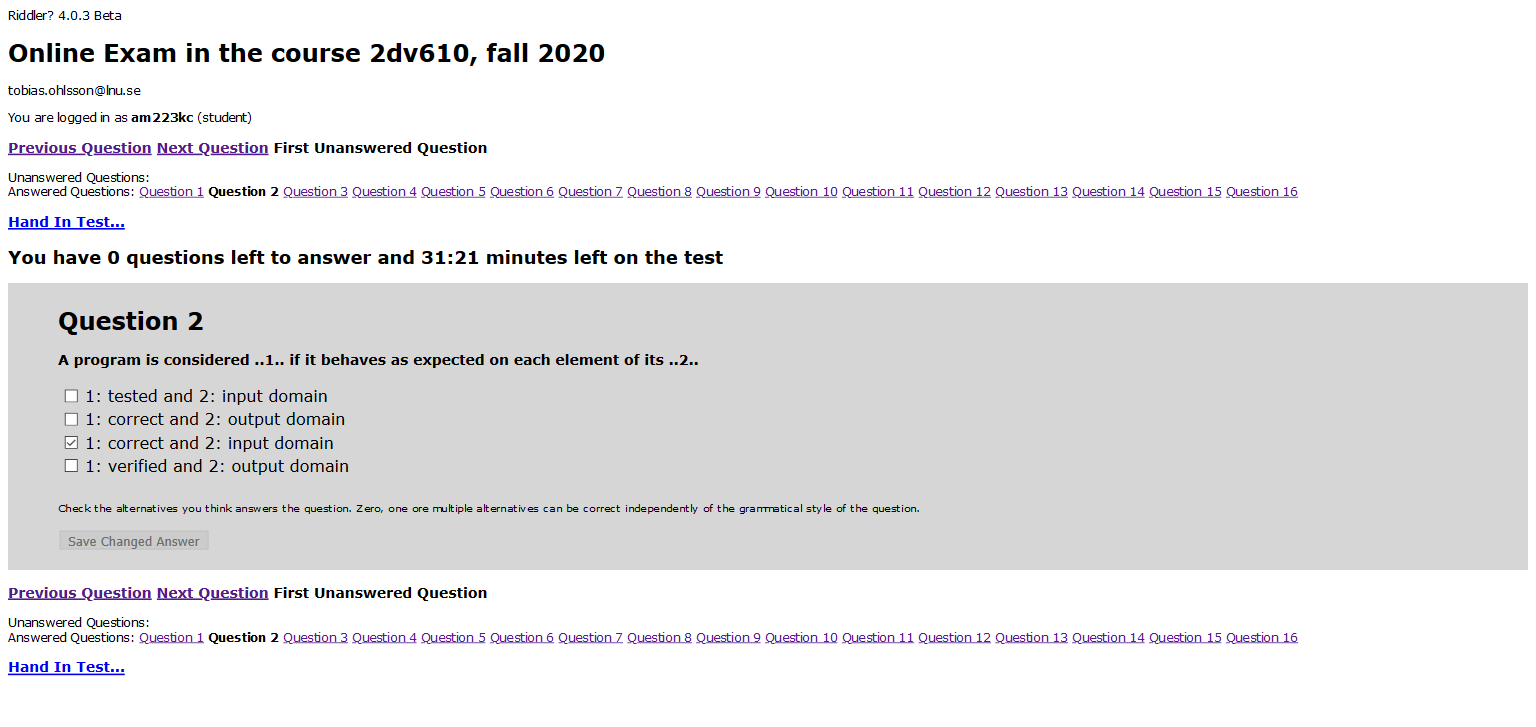 Riddler? 4.0.3 Beta
Online Exam in the course 2dv610, fall 2020
tobias.ohlsson@lnu.se
You are logged in as am223kc (student)
Previous Question Next Question First Unanswered Question
Unanswered Questions:
Answered Questions: Question 1 Question 2 Question 3 Question 4 Question 5 Question 6 Question 7 Question 8 Question 9 Question 10 Question 11 Question 12 Question 13 Question 14 Question 15 Question 16
Hand In Test...
You have 0 questions left to answer and 31:21 minutes left on the test
Question 2
A program is considered ..1.. if it behaves as expected on each element of its ..2..
1: tested and 2: input domain
1: correct and 2: output domain
1: correct and 2: input domain
1: verified and 2: output domain
Check the alternatives you think answers the question. Zero, one ore multiple alternatives can be correct independently of the grammatical style of the question.
Save Changed Answer
Previous Question Next Question First Unanswered Question
Unanswered Questions:
Answered Questions: Question 1 Question 2 Question 3 Question 4 Question 5 Question 6 Question 7 Question 8 Question 9 Question 10 Question 11 Question 12 Question 13 Question 14 Question 15 Question 16
Hand In Test...